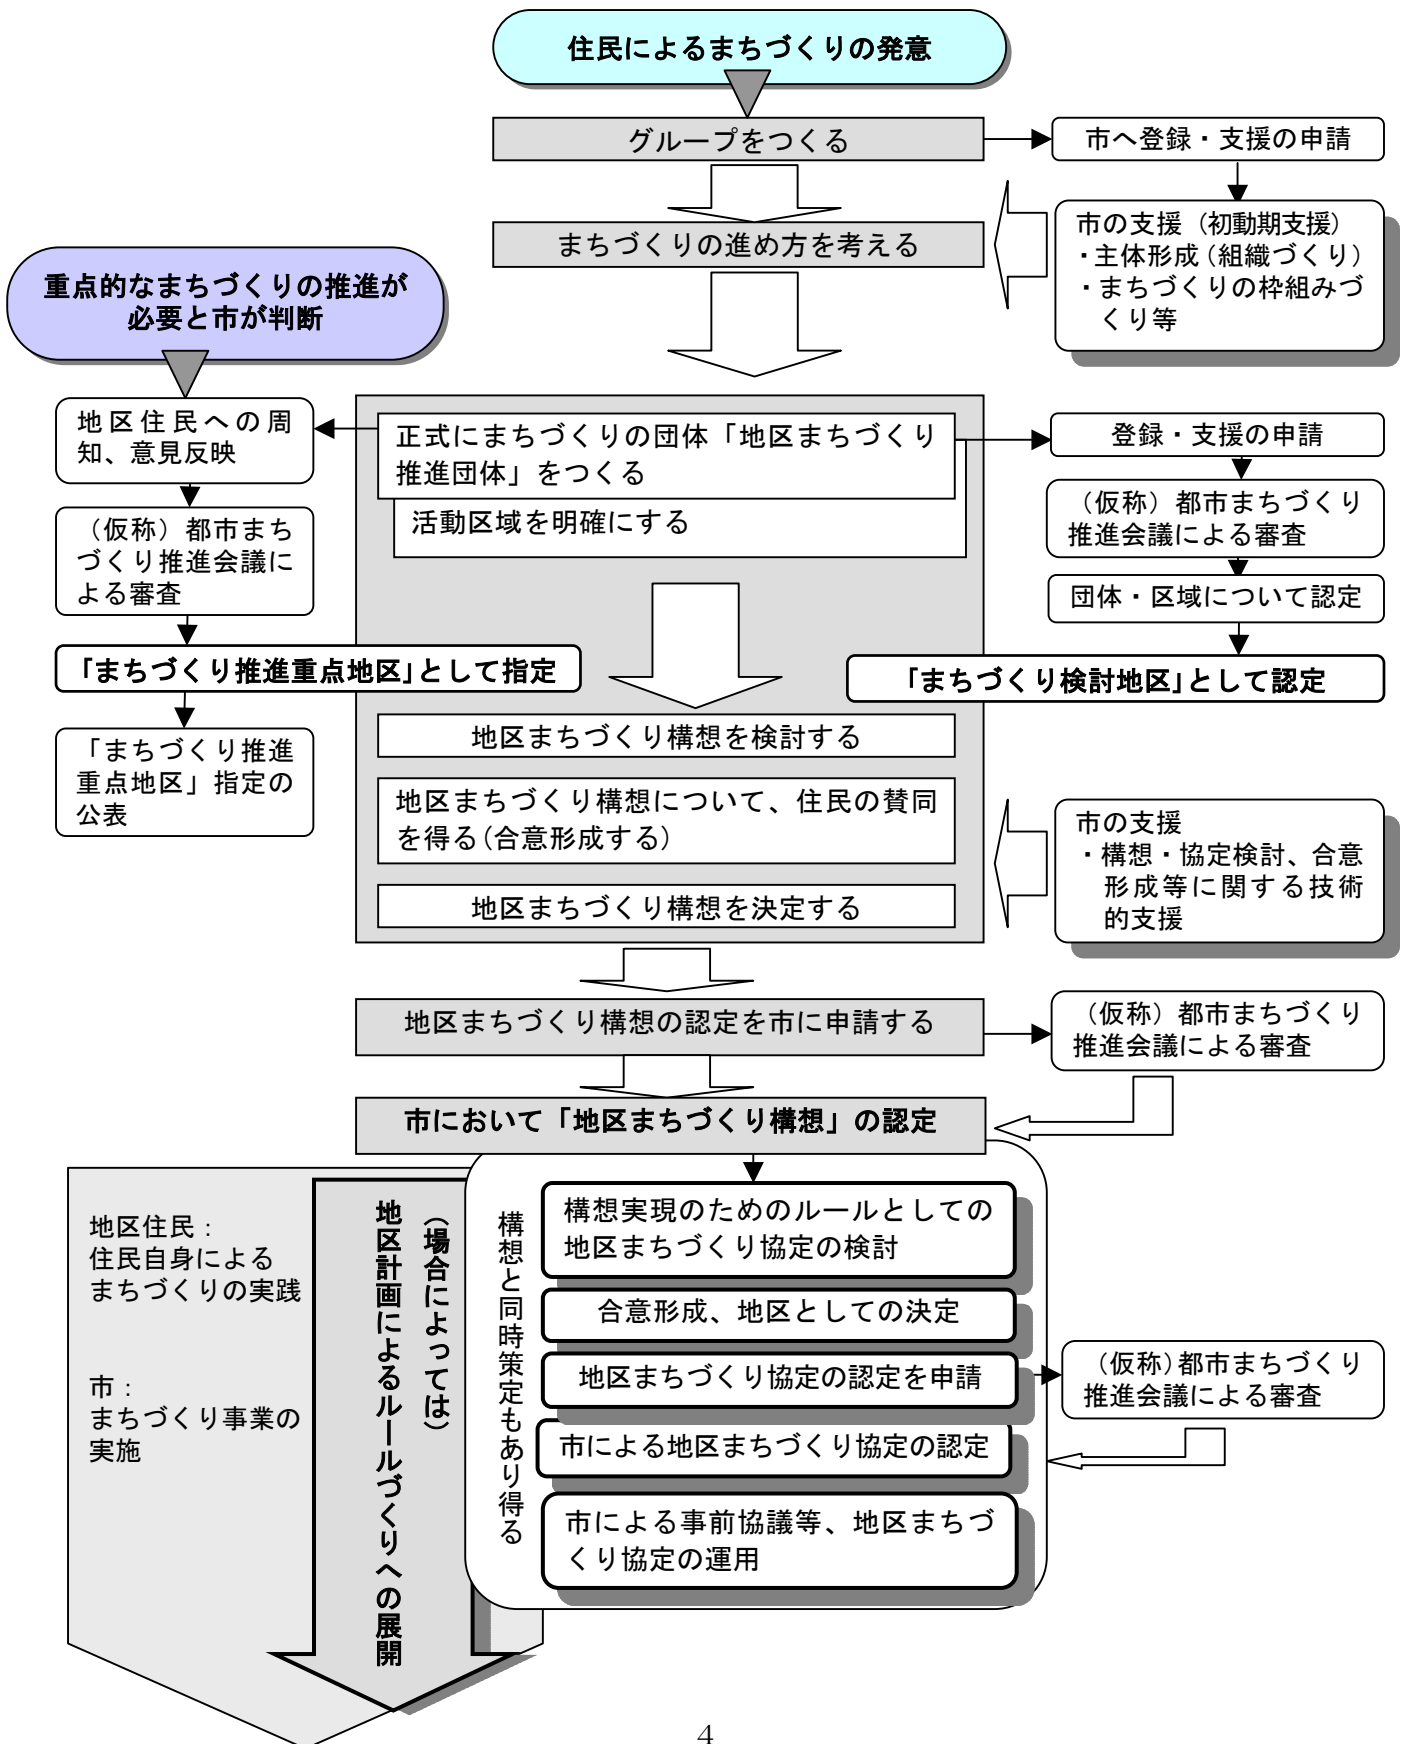 住民によるまちづくりの発意
グループをつくる
市へ登録・支援の申請
まちづくりの進め方を考える
市の支援（初動期支援）
・主体形成（組織づくり）
・まちづくりの枠組みづ
くり等
重点的なまちづくりの推進が
必要と市が判断
地区住民への周
知、意見反映
（仮称）都市まち
づくり推進会議に
よる審査
「まちづくり推進重点地区」として指定
「まちづくり推進
重点地区」指定の
公表
正式にまちづくりの団体「地区まちづくり
推進団体」をつくる
活動区域を明確にする
登録・支援の申請
（仮称）都市まちづくり
推進会議による審査
団体・区域について認定
「まちづくり検討地区」として認定
地区まちづくり構想を検討する
地区まちづくり構想について、住民の賛同
を得る（合意形成する）
地区まちづくり構想を決定する
市の支援
・構想・協定検討、合意
形成等に関する技術
的支援
地区まちづくり構想の認定を市に申請する
（仮称）都市まちづくり
推進会議による審査
市において「地区まちづくり構想」の認定
地区住民：
住民自身による
まちづくりの実践
市：
まちづくり事業の
実施
（場合によっては）
地区計画によるルールづくりへの展開
構想と同時策定もあり得る
構想実現のためのルールとしての
地区まちづくり協定の検討
合意形成、地区としての決定
地区まちづくり協定の認定を申請
（仮称）都市まちづくり
推進会議による審査
市による地区まちづくり協定の認定
市による事前協議等、地区まちづ
くり協定の運用
4